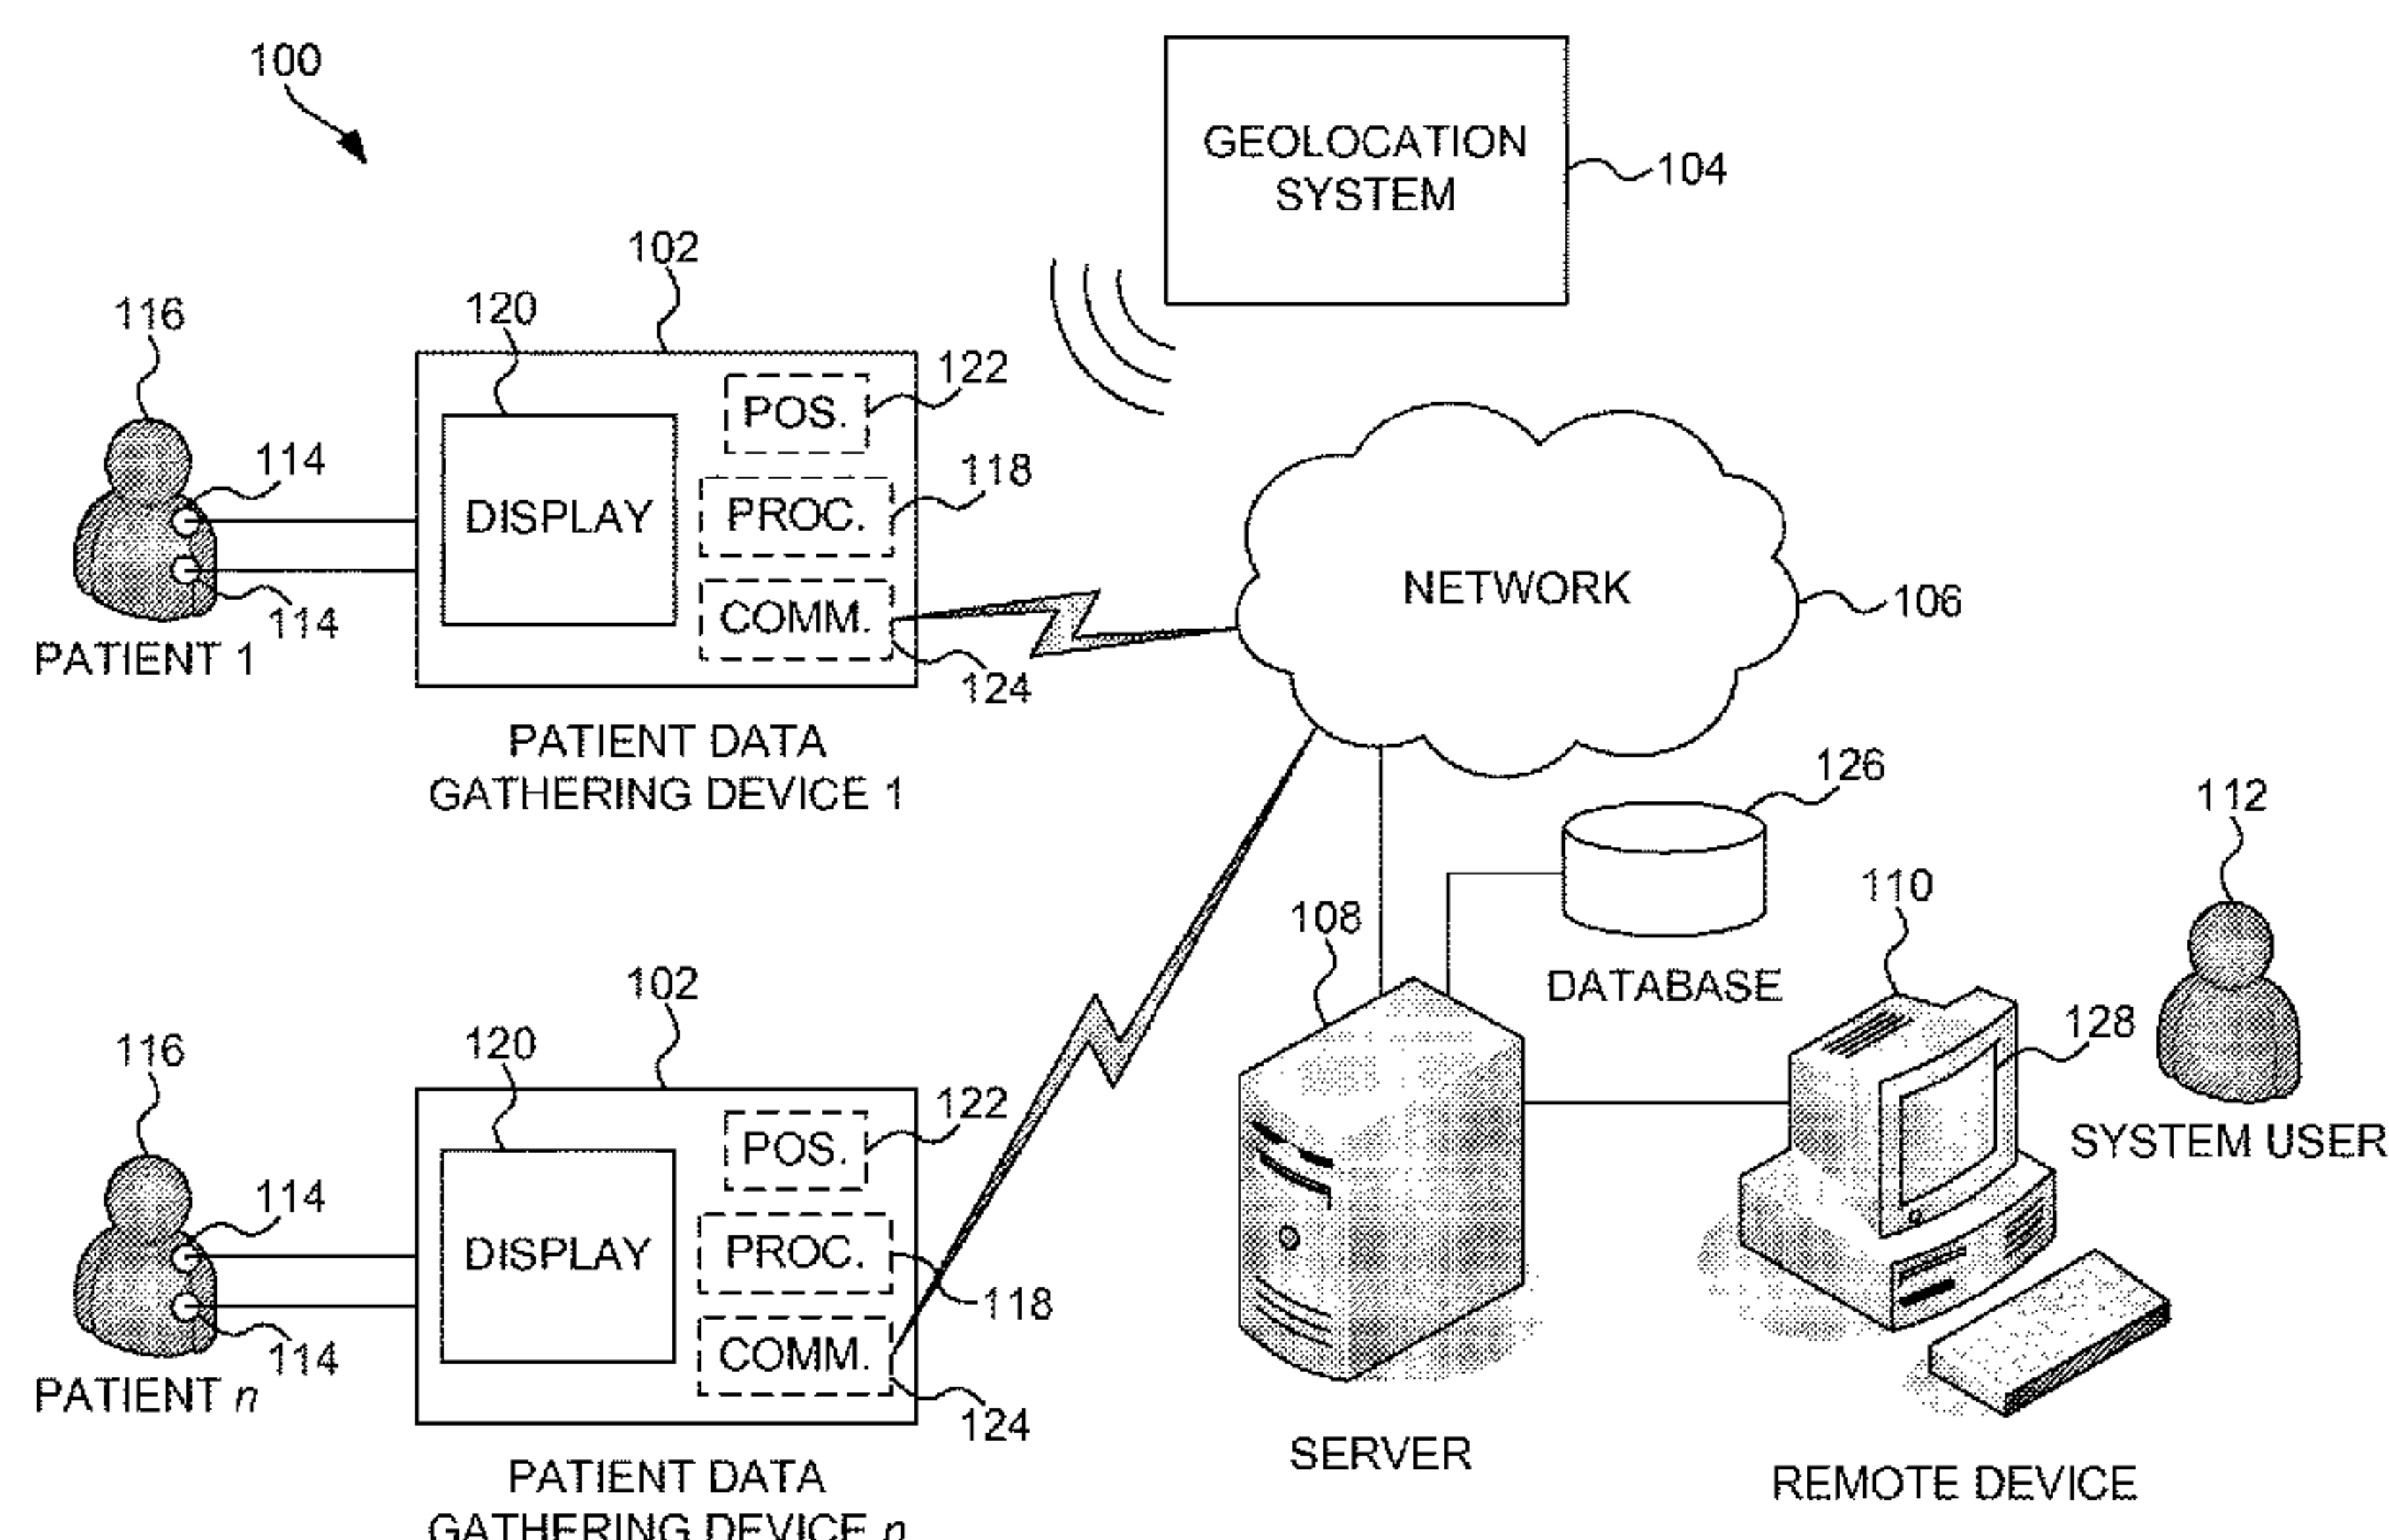 100
GEOLOCATION
SYSTEM
104
102
116
120
122
POS.
114
118
DISPLAY
PROC.
COMM.
114
PATIENT 1
124
NETWORK
106
PATIENT DATA
GATHERING DEVICE 1
126
112
108
110
DATABASE
128
SYSTEM USER
102
116
120
122
POS.
114
DISPLAY
PROC.
118
COMM.
114
PATIENT n
124
SERVER
REMOTE DEVICE
PATIENT DATA
GATHERING DEVICE n